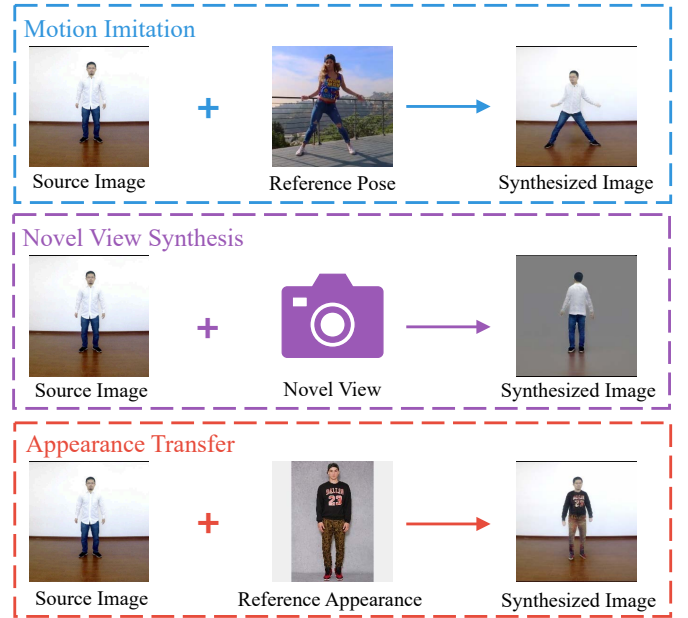 Motion Imitation
Source Image
Reference Pose
Synthesized Image
Novel View Synthesis
Source Image
Novel View
Synthesized Image
Appearance Transfer
23
Source Image
Reference Appearance
Synthesized Image